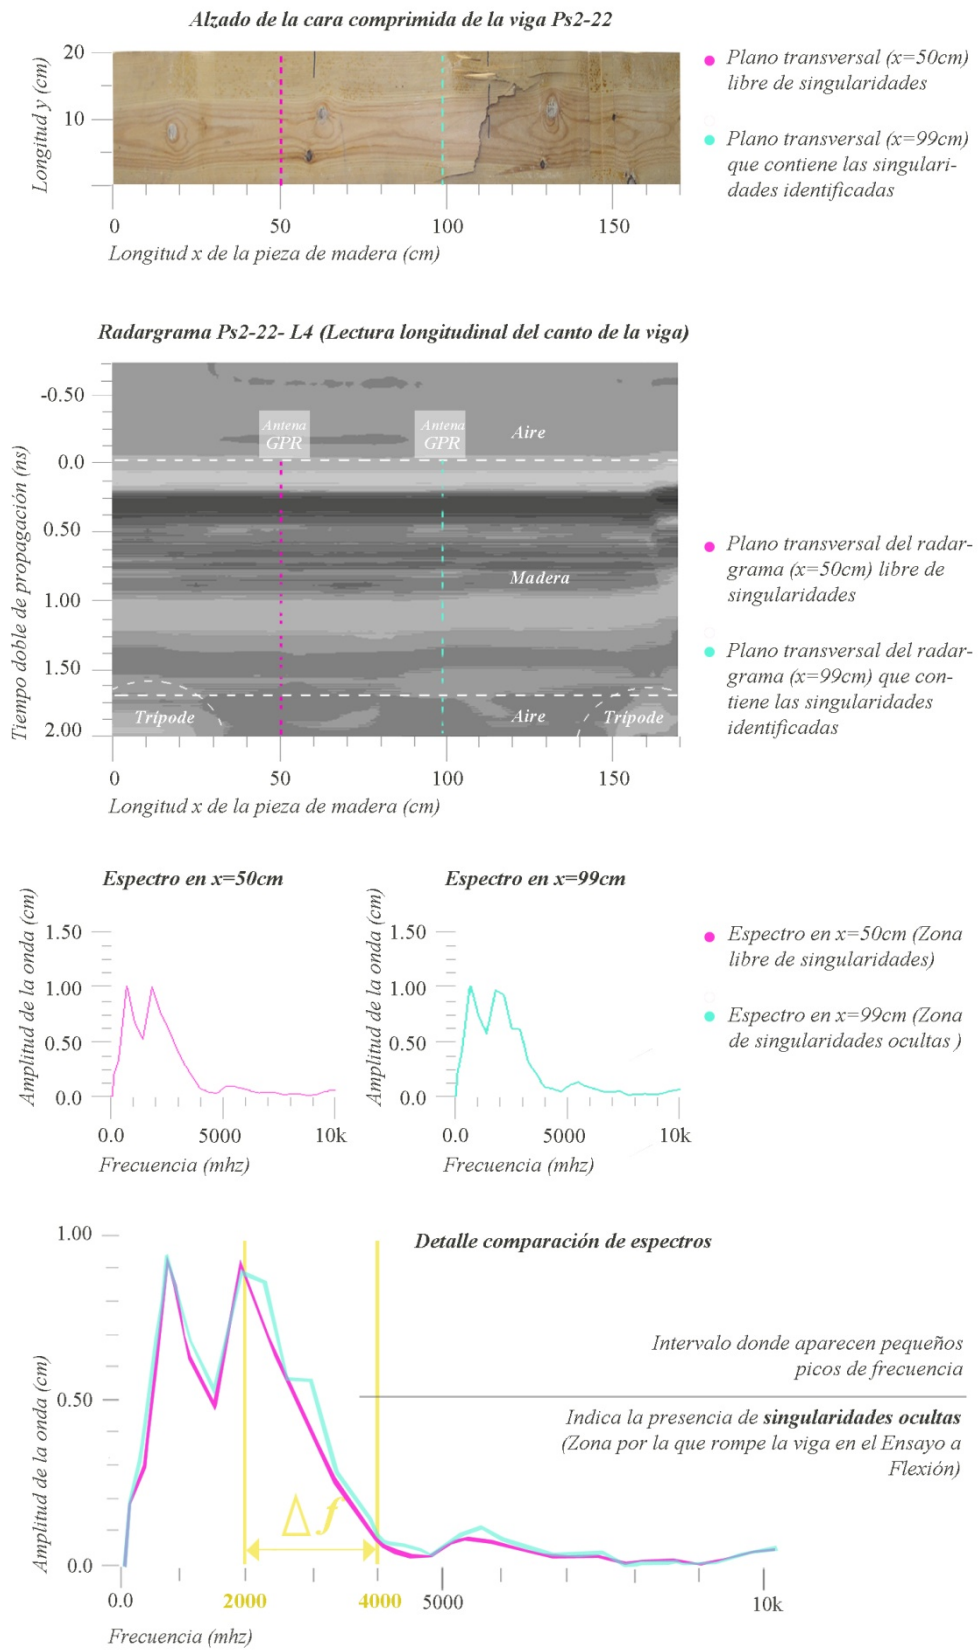 Alzado de la cara comprimida de la viga Ps2-22
Longitud y (cm)
20
10
0
50
100
150
Longitud x de la pieza de madera (cm)
Plano transversal (x=50cm)
libre de singularidades
Plano transversal (x=99cm)
que contiene las singulari-
dades identificadas
Radargrama Ps2-22- L4 (Lectura longitudinal del canto de la viga)
Tiempo doble de propagación (ns)
-0.50
0.0
0.50
1.00
1.50
2.00
Antena
GPR
Antena
GPR
Aire
Madera
Trípode
Aire
Trípode
0
50
100
150
Longitud x de la pieza de madera (cm)
Plano transversal del radar-
grama (x=50cm) libre de
singularidades
Plano transversal del radar-
grama (x=99cm) que con-
tiene las singularidades
identificadas
Espectro en x=50cm
Amplitud de la onda (cm)
1.50
1.00
0.50
0.0
0.0
5000
10k
Frecuencia (mhz)
Espectro en x=99cm
Amplitud de la onda (cm)
1.50
1.00
0.50
0.0
0.0
5000
10k
Frecuencia (mhz)
Espectro en x=50cm (Zona
libre de singularidades)
Espectro en x=99cm (Zona
de singularidades ocultas )
Detalle comparación de espectros
Amplitud de la onda (cm)
1.00
0.50
0.0
Δ f
Intervalo donde aparecen pequeños
picos de frecuencia
Indica la presencia de singularidades ocultas
(Zona por la que rompe la viga en el Ensayo a
Flexión)
0.0
2000
4000
5000
10k
Frecuencia (mhz)